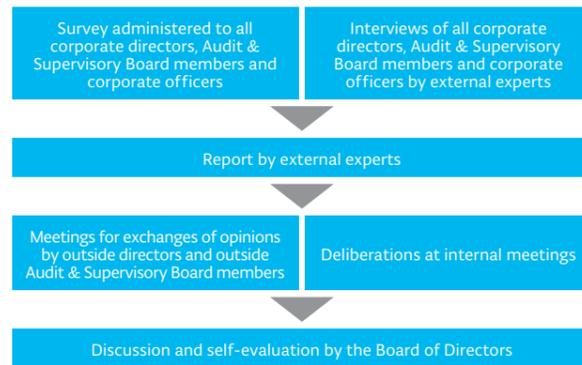 Survey administered to all
corporate directors, Audit &
Supervisory Board members and
corporate officers
Interviews of all corporate
directors, Audit & Supervisory
Board members and corporate
officers by external experts
Report by external experts
Meetings for exchanges of opinions
by outside directors and outside
Audit & Supervisory Board members
Deliberations at internal meetings
Discussion and self-evaluation by the Board of Directors